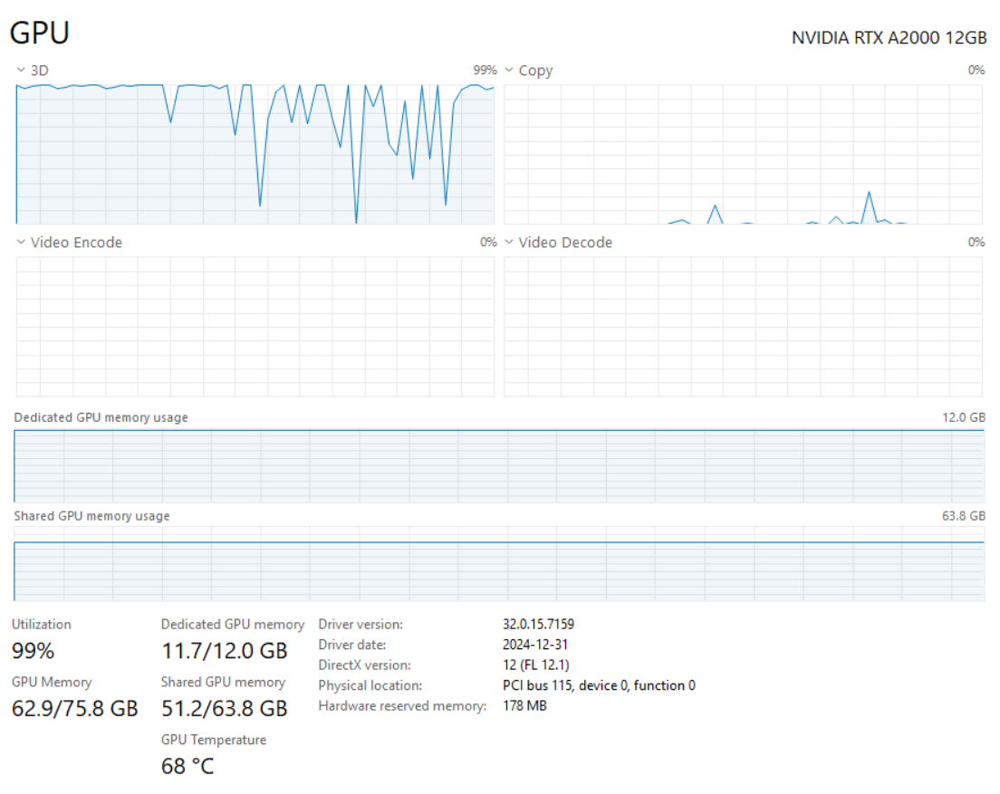 GPU
NVIDIA RTX A2000 12GB
3D 99%
Copy 0%
Video Encode 0%
Video Decode 0%
Dedicated GPU memory usage 12.0 GB
Shared GPU memory usage 63.8 GB
Utilization
99%
Dedicated GPU memory
11.7/12.0 GB
GPU Memory
62.9/75.8 GB
Shared GPU memory
51.2/63.8 GB
GPU Temperature
68 °C
Driver version: 32.0.15.7159
Driver date: 2024-12-31
DirectX version: 12 (FL 12.1)
Physical location: PCI bus 115, device 0, function 0
Hardware reserved memory: 178 MB